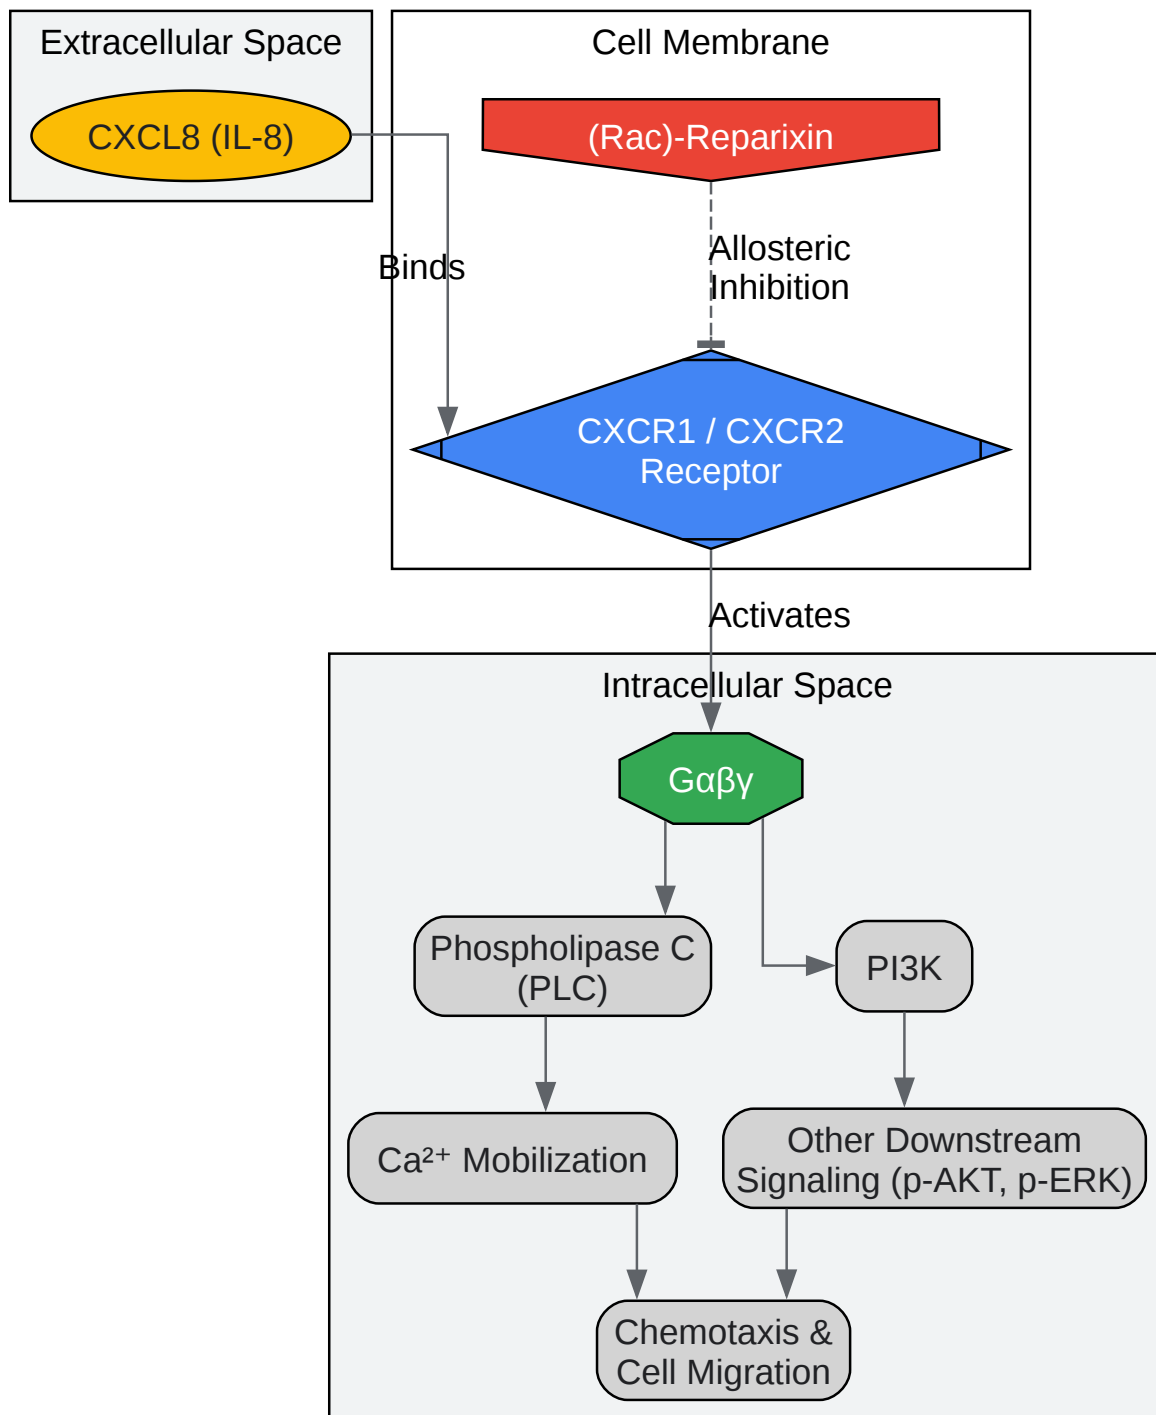 Extracellular Space
Cell Membrane
CXCL8 (IL-8)
(Rac)-Reparixin
Binds
Allosteric
Inhibition
CXCR1 / CXCR2
Receptor
Activates
Intracellular Space
Gαβγ
Phospholipase C
(PLC)
PI3K
Ca²⁺ Mobilization
Other Downstream
Signaling (p-AKT, p-ERK)
Chemotaxis &
Cell Migration